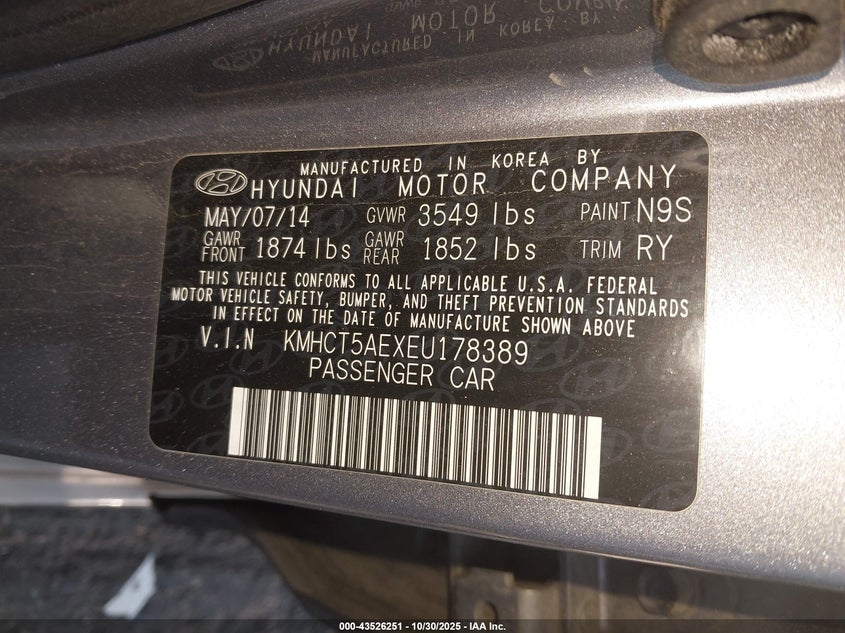 MANUFACTURED IN KOREA BY
HYUNDAI MOTOR COMPANY
MAY/07/14 GVWR 3549 lbs PAINT N9S
GAWR FRONT 1874 lbs GAWR REAR 1852 lbs TRIM RY
THIS VEHICLE CONFORMS TO ALL APPLICABLE U.S.A. FEDERAL
MOTOR VEHICLE SAFETY, BUMPER, AND THEFT PREVENTION STANDARDS
IN EFFECT ON THE DATE OF MANUFACTURE SHOWN ABOVE
V.I.N KMHCT5AEXEU178389
PASSENGER CAR
000-43526251 - 10/30/2025 - IAA Inc.